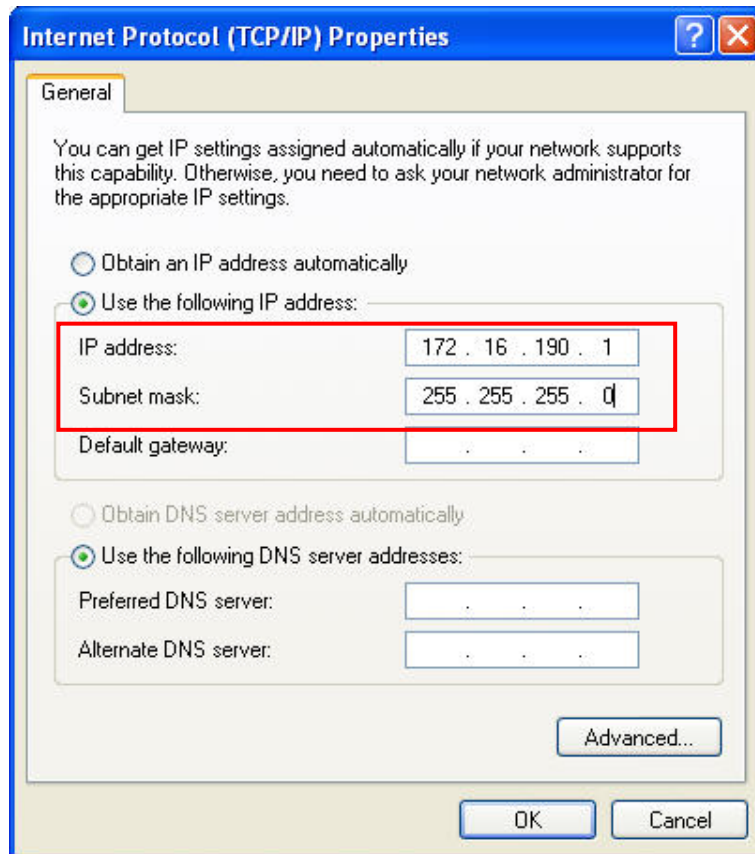 Internet Protocol (TCP/IP) Properties
General
You can get IP settings assigned automatically if your network supports
this capability. Otherwise, you need to ask your network administrator for
the appropriate IP settings.
Obtain an IP address automatically
Use the following IP address:
IP address: 172 . 16 . 190 . 1
Subnet mask: 255 . 255 . 255 . 0
Default gateway: . . .
Obtain DNS server address automatically
Use the following DNS server addresses:
Preferred DNS server: . . .
Alternate DNS server: . . .
Advanced...
OK Cancel